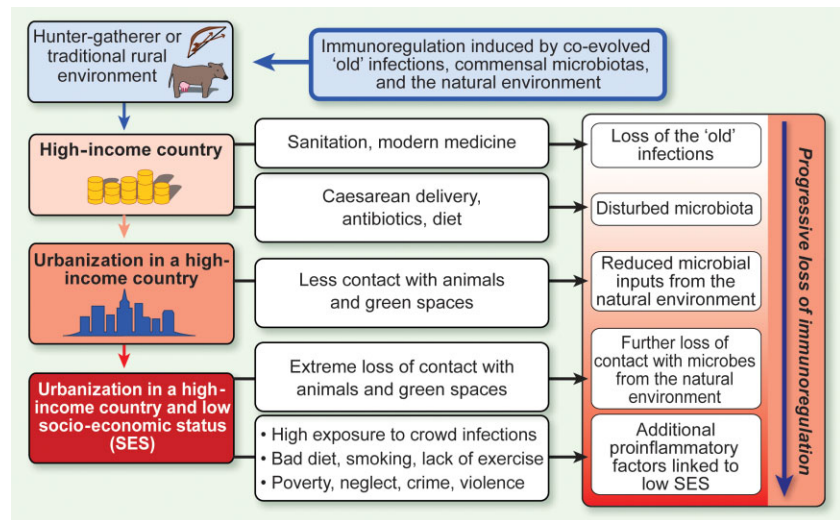 Hunter-gatherer or
traditional rural
environment
Immunoregulation induced by co-evolved
'old' infections, commensal microbiotas,
and the natural environment
High-income country
Sanitation, modern medicine
Loss of the 'old'
infections
Caesarean delivery,
antibiotics, diet
Disturbed microbiota
Urbanization in a high-
income country
Less contact with animals
and green spaces
Reduced microbial
inputs from the
natural environment
Urbanization in a high-
income country and low
socio-economic status
(SES)
Extreme loss of contact with
animals and green spaces
Further loss of
contact with microbes
from the natural
environment
• High exposure to crowd infections
• Bad diet, smoking, lack of exercise
• Poverty, neglect, crime, violence
Additional
proinflammatory
factors linked to
low SES
Progressive loss of immunoregulation